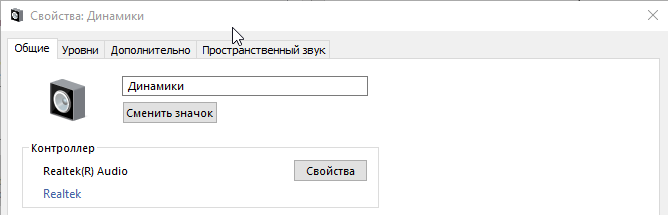 Свойства: Динамики
Общие Уровни Дополнительно Пространственный звук
Динамики
Сменить значок
Контроллер
Realtek(R) Audio Свойства
Realtek